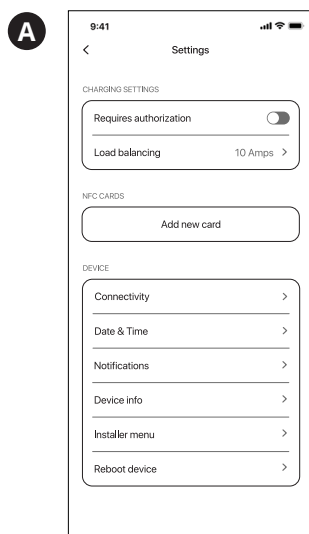 A
9:41
Settings
CHARGING SETTINGS
Requires authorization
Load balancing 10 Amps >
NFC CARDS
Add new card
DEVICE
Connectivity >
Date & Time >
Notifications >
Device info >
Installer menu >
Reboot device >